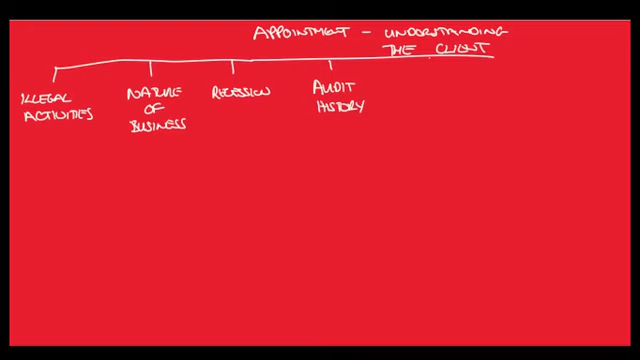 APPOINTMENT - UNDERSTANDING
THE CLIENT
ILLEGAL
ACTIVITIES
NATURE
OF
BUSINESS
RECESSION
AUDIT
HISTORY